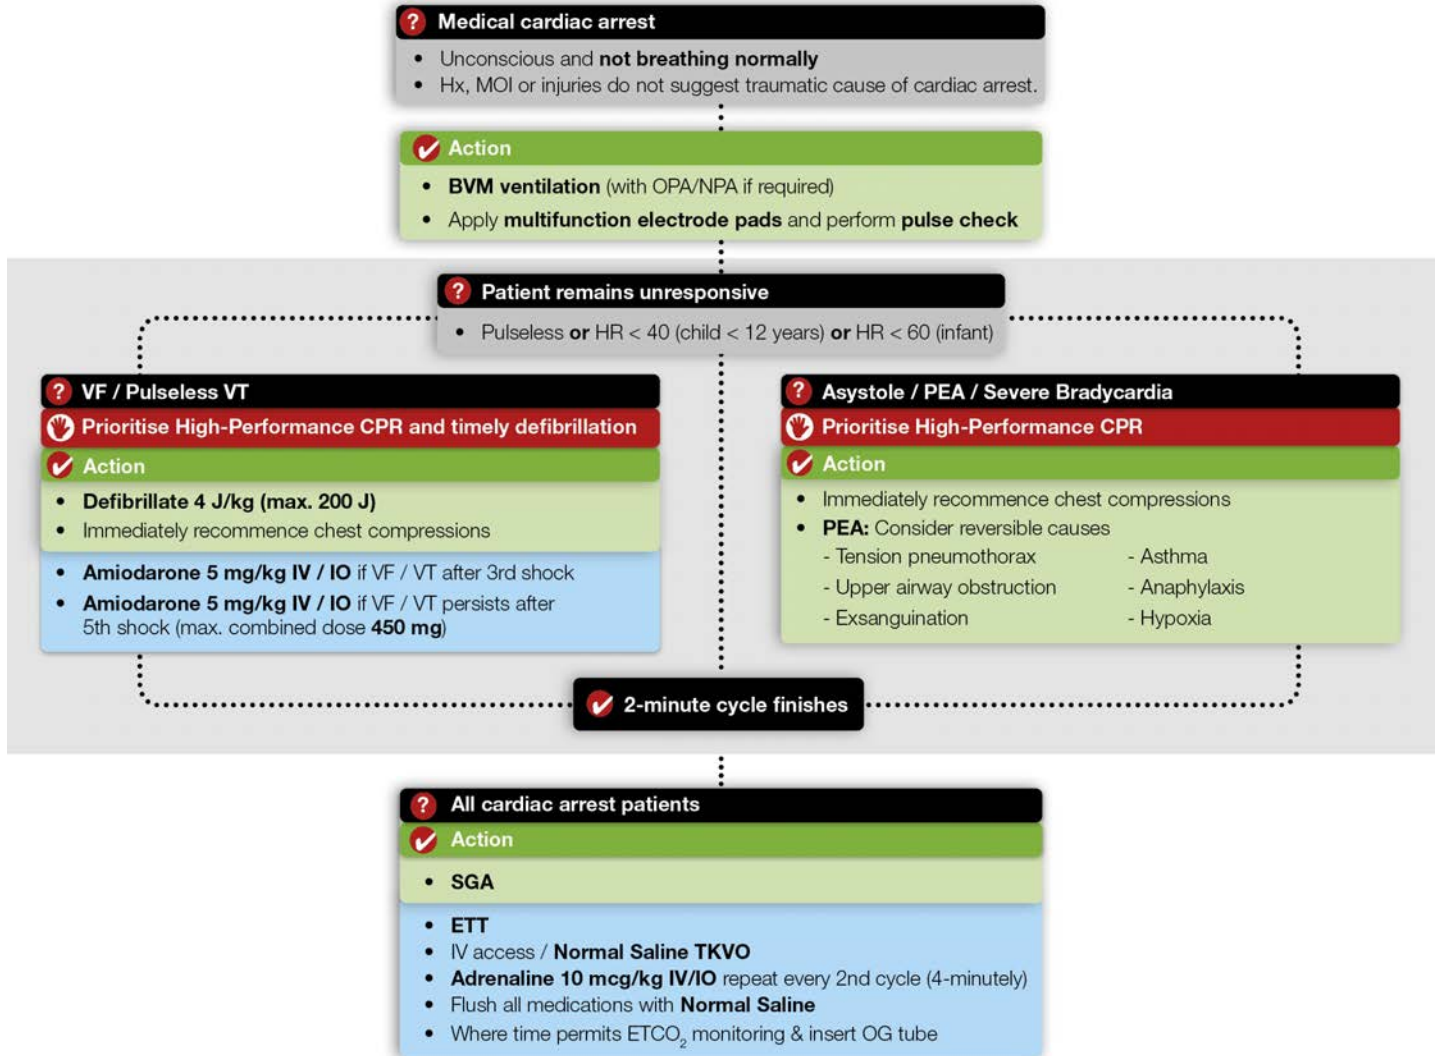 Medical cardiac arrest
• Unconscious and not breathing normally
• Hx, MOI or injuries do not suggest traumatic cause of cardiac arrest.
Action
• BVM ventilation (with OPA/NPA if required)
• Apply multifunction electrode pads and perform pulse check
Patient remains unresponsive
• Pulseless or HR < 40 (child < 12 years) or HR < 60 (infant)
VF / Pulseless VT
Prioritise High-Performance CPR and timely defibrillation
Action
• Defibrillate 4 J/kg (max. 200 J)
• Immediately recommence chest compressions
• Amiodarone 5 mg/kg IV / IO if VF / VT after 3rd shock
• Amiodarone 5 mg/kg IV / IO if VF / VT persists after
5th shock (max. combined dose 450 mg)
Asystole / PEA / Severe Bradycardia
Prioritise High-Performance CPR
Action
• Immediately recommence chest compressions
• PEA: Consider reversible causes
- Tension pneumothorax - Asthma
- Upper airway obstruction - Anaphylaxis
- Exsanguination - Hypoxia
2-minute cycle finishes
All cardiac arrest patients
Action
• SGA
• ETT
• IV access / Normal Saline TKVO
• Adrenaline 10 mcg/kg IV/IO repeat every 2nd cycle (4-minutely)
• Flush all medications with Normal Saline
• Where time permits ETCO₂ monitoring & insert OG tube